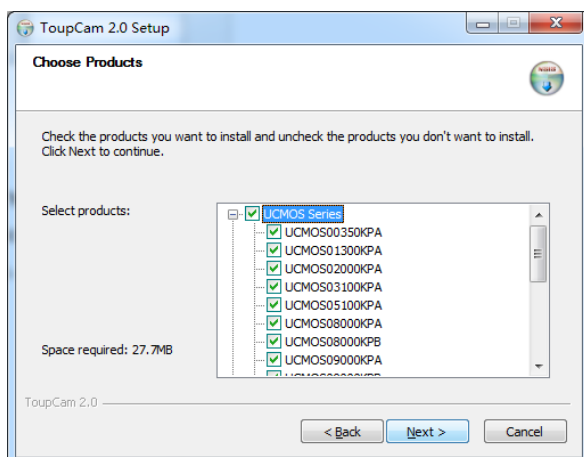 ToupCam 2.0 Setup
Choose Products
Check the products you want to install and uncheck the products you don't want to install.
Click Next to continue.
Select products:
UCMOS Series
UCMOS00350KPA
UCMOS01300KPA
UCMOS02000KPA
UCMOS03100KPA
UCMOS05100KPA
UCMOS08000KPA
UCMOS08000KPB
UCMOS09000KPA
Space required: 27.7MB
ToupCam 2.0
< Back
Next >
Cancel